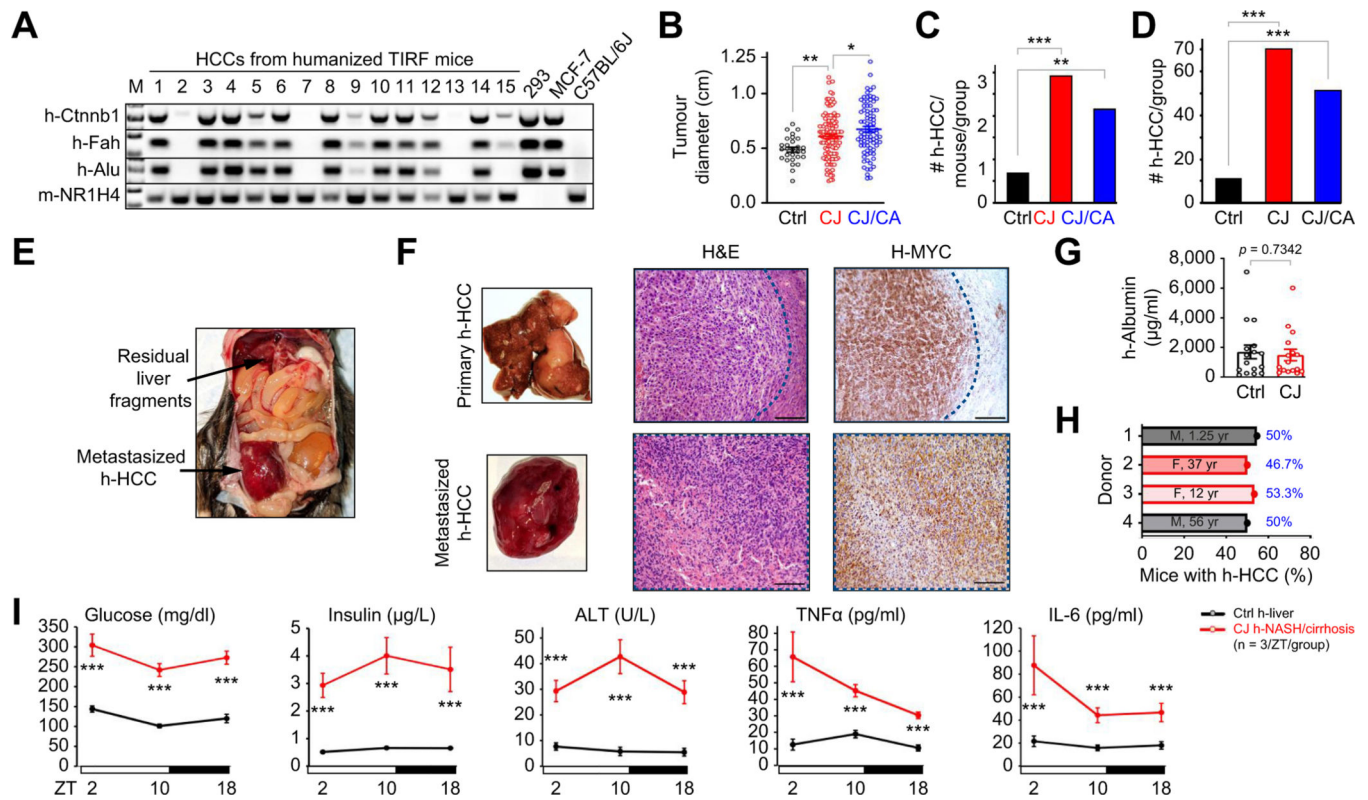 A
HCCs from humanized TIRF mice
M 1 2 3 4 5 6 7 8 9 10 11 12 13 14 15 293 MCF-7 C57BL/6J
h-Ctnnb1
h-Fah
h-Alu
m-NR1H4
B
Tumour
diameter (cm)
1.25
1.0
0.5
0.0
**
*
Ctrl CJ CJ/CA
C
# h-HCC/
mouse/group
3
2
1
0
***
**
Ctrl CJ CJ/CA
D
# h-HCC/group
70
60
40
20
0
***
***
Ctrl CJ CJ/CA
E
Residual
liver
fragments
Metastasized
h-HCC
F
H&E H-MYC
Primary h-HCC
Metastasized
h-HCC
G
p = 0.7342
h-Albumin
(µg/ml)
8,000
6,000
4,000
2,000
0
Ctrl CJ
H
Donor
1 M, 1.25 yr 50%
2 F, 37 yr 46.7%
3 F, 12 yr 53.3%
4 M, 56 yr 50%
0 20 40 60 80
Mice with h-HCC (%)
I
Glucose (mg/dl)
350
300
250
200
150
100
50
0
*** *** ***
ZT 2 10 18
Insulin (µg/L)
5
4
3
2
1
0
*** *** ***
2 10 18
ALT (U/L)
50
40
30
20
10
0
*** *** ***
2 10 18
TNFα (pg/ml)
80
70
60
50
40
30
20
10
0
*** *** ***
2 10 18
IL-6 (pg/ml)
120
100
80
60
40
20
0
*** *** ***
2 10 18
Ctrl h-liver
CJ h-NASH/cirrhosis
(n = 3/ZT/group)